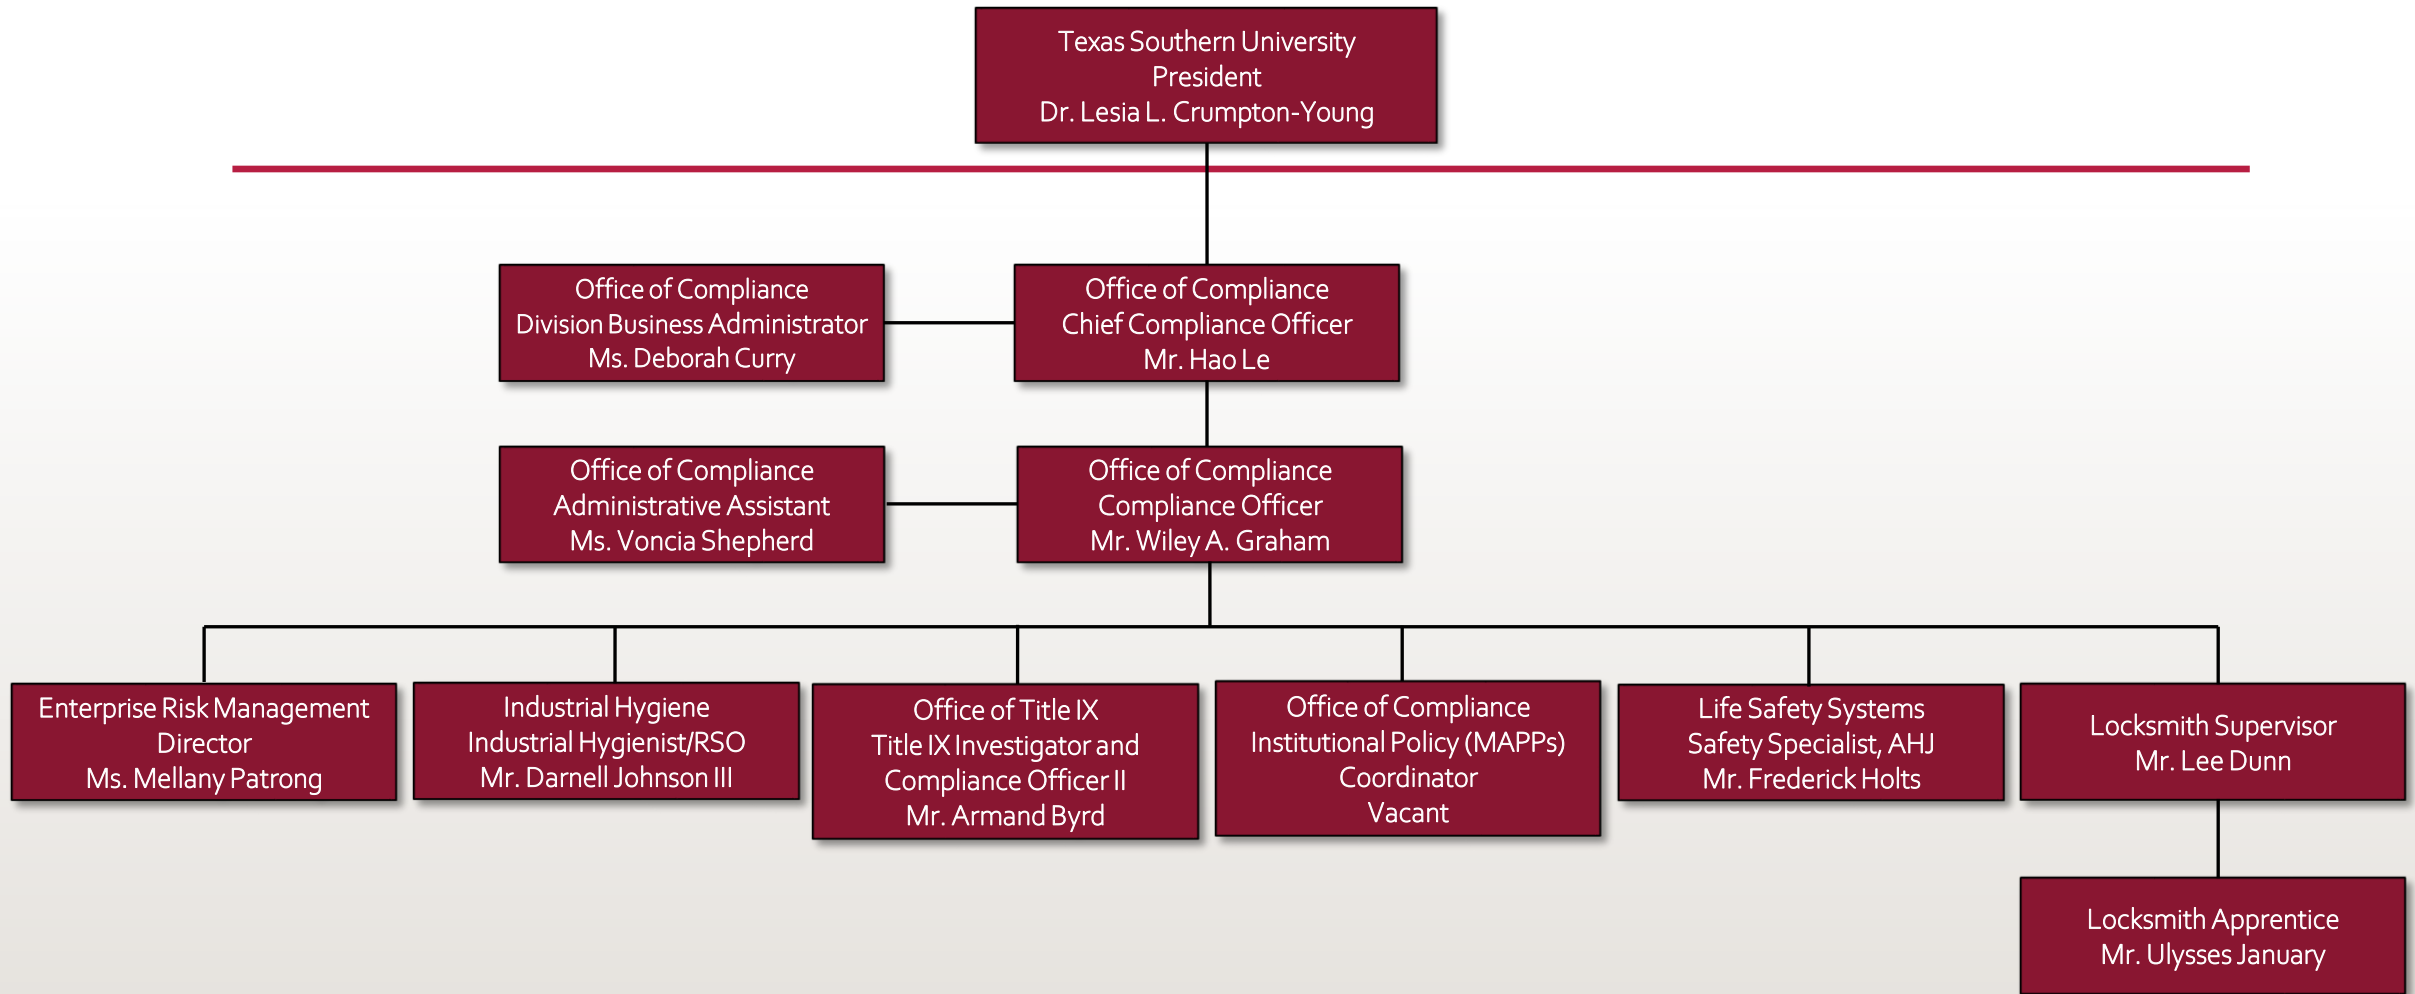 Texas Southern University
President
Dr. Lesia L. Crumpton-Young
Office of Compliance
Division Business Administrator
Ms. Deborah Curry
Office of Compliance
Chief Compliance Officer
Mr. Hao Le
Office of Compliance
Administrative Assistant
Ms. Voncia Shepherd
Office of Compliance
Compliance Officer
Mr. Wiley A. Graham
Enterprise Risk Management
Director
Ms. Mellany Patrong
Industrial Hygiene
Industrial Hygienist/RSO
Mr. Darnell Johnson III
Office of Title IX
Title IX Investigator and
Compliance Officer II
Mr. Armand Byrd
Office of Compliance
Institutional Policy (MAPPs)
Coordinator
Vacant
Life Safety Systems
Safety Specialist, AHJ
Mr. Frederick Holts
Locksmith Supervisor
Mr. Lee Dunn
Locksmith Apprentice
Mr. Ulysses January